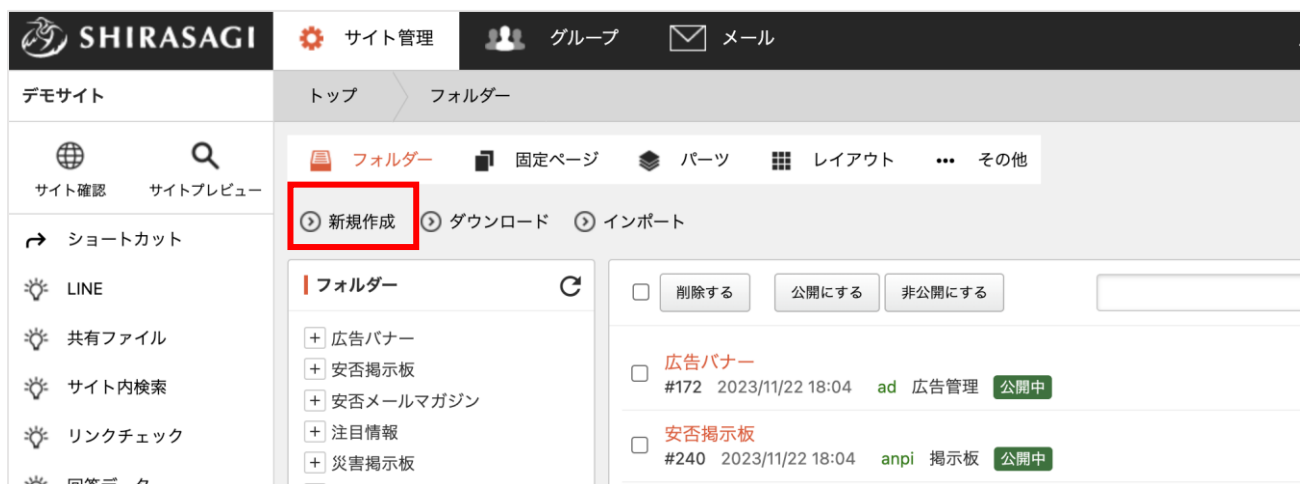 SHIRASAGI サイト管理 グループ メール
デモサイト トップ フォルダー
フォルダー 固定ページ パーツ レイアウト その他
サイト確認 サイトプレビュー
新規作成 ダウンロード インポート
ショートカット
LINE
共有ファイル
サイト内検索
リンクチェック
フォルダー
広告バナー
安否掲示板
安否メールマガジン
注目情報
災害掲示板
削除する 公開にする 非公開にする
広告バナー
#172 2023/11/22 18:04 ad 広告管理 公開中
安否掲示板
#240 2023/11/22 18:04 anpi 掲示板 公開中